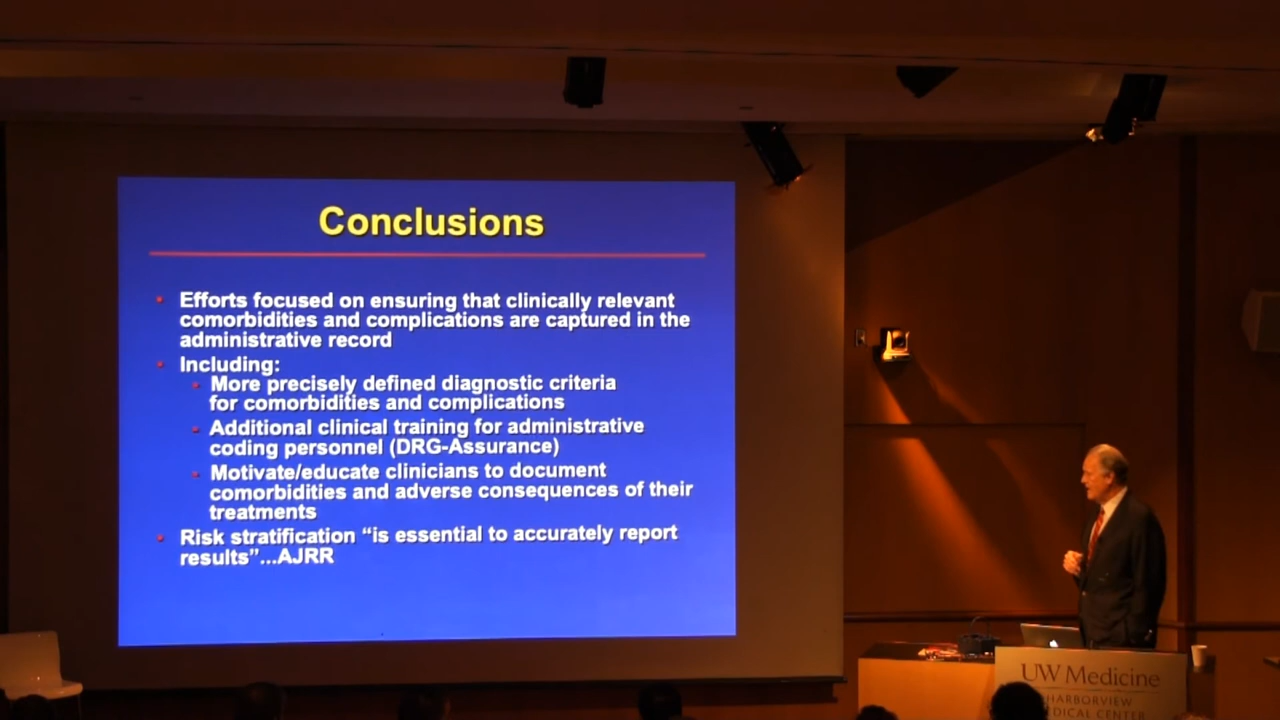 Conclusions
Efforts focused on ensuring that clinically relevant
comorbidities and complications are captured in the
administrative record
Including:
More precisely defined diagnostic criteria
for comorbidities and complications
Additional clinical training for administrative
coding personnel (DRG-Assurance)
Motivate/educate clinicians to document
comorbidities and adverse consequences of their
treatments
Risk stratification “is essential to accurately report
results”...AJRR
UW Medicine
HARBORVIEW
MEDICAL CENTER